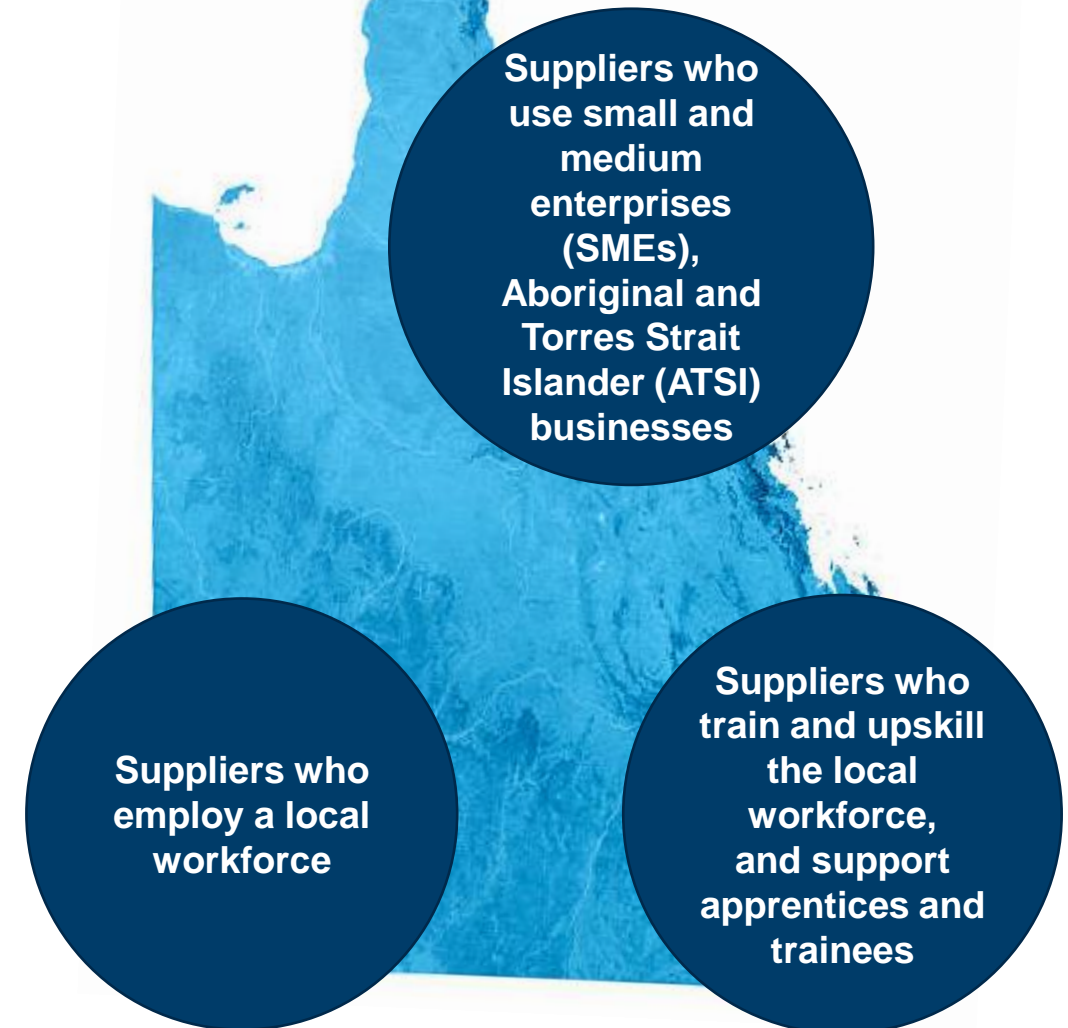 Suppliers who
use small and
medium
enterprises
(SMEs),
Aboriginal and
Torres Strait
Islander (ATSI)
businesses
Suppliers who
employ a local
workforce
Suppliers who
train and upskill
the local
workforce,
and support
apprentices and
trainees